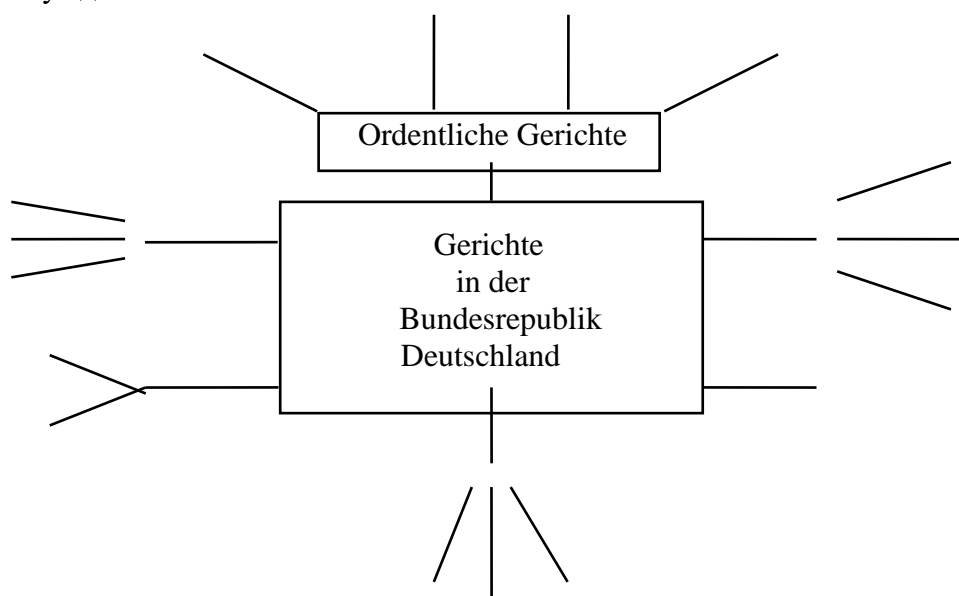 Ordentliche Gerichte
Gerichte
in der
Bundesrepublik
Deutschland